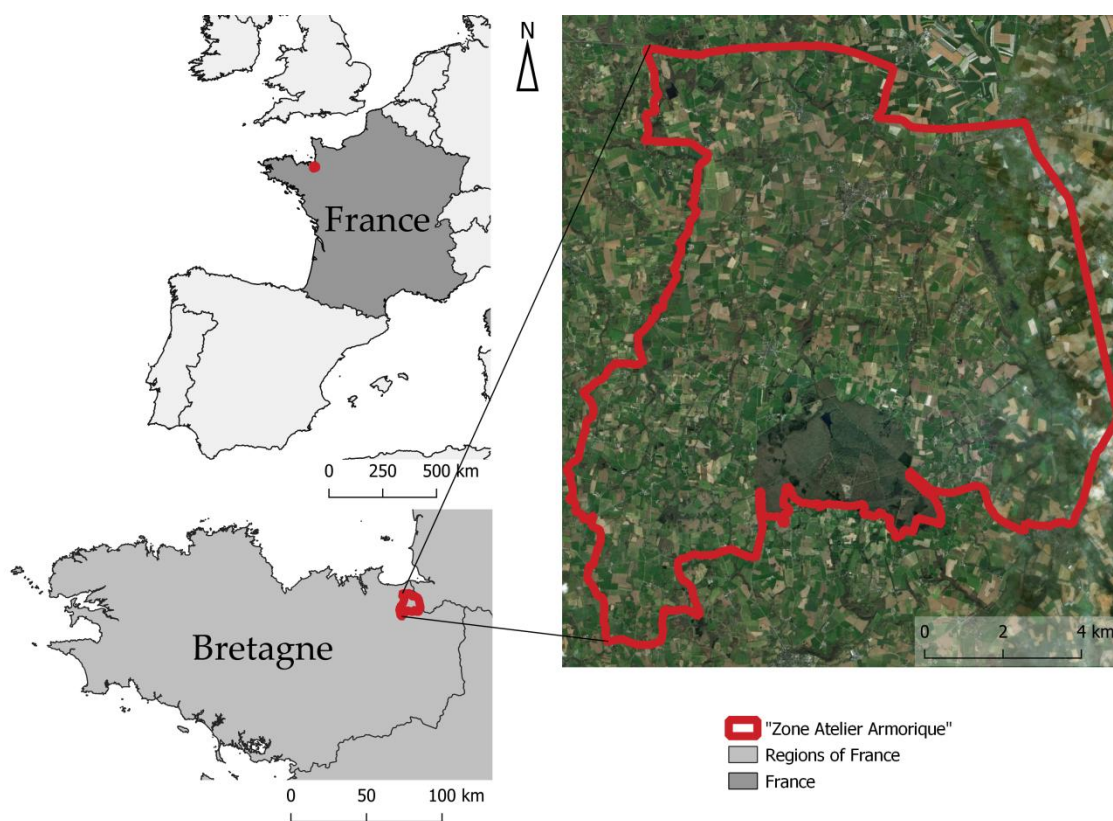 N
France
0 250 500 km
Bretagne
0 50 100 km
0 2 4 km
"Zone Atelier Armorique"
Regions of France
France